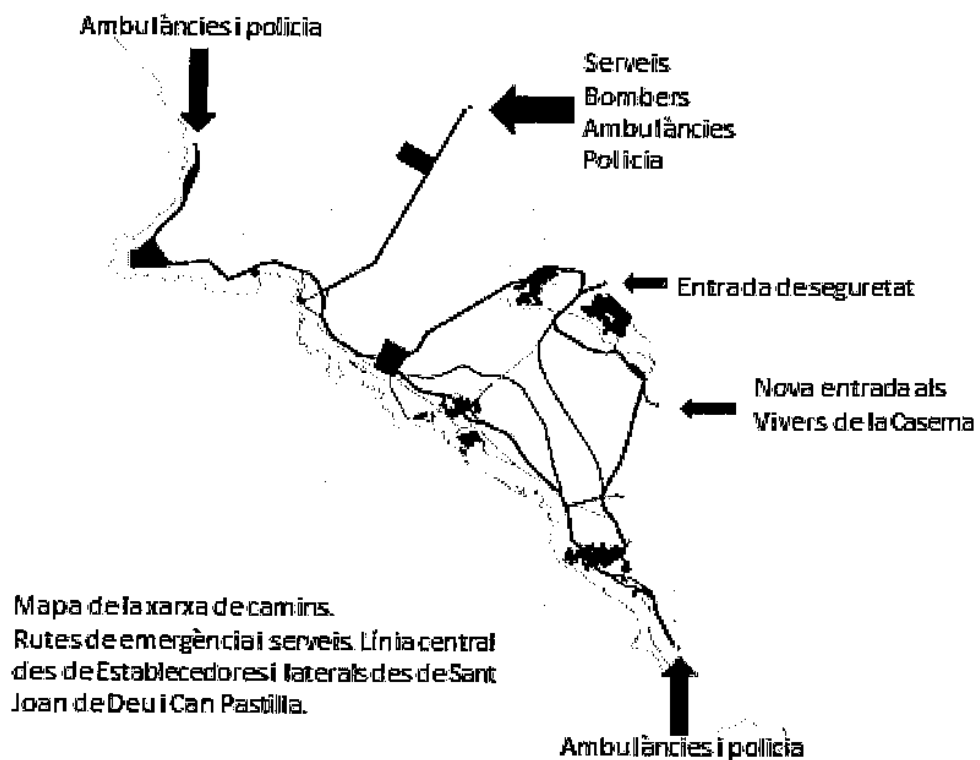 Ambulàncies i policia
Serveis
Bombers
Ambulàncies
Policia
Entrada de seguretat
Nova entrada als
Vivers de la Caserna
Mapa de la xarxa de camins.
Rutes de emergència i serveis. Línia central
des de Establecedores i laterals des de Sant
Joan de Deu i Can Pastilla.
Ambulàncies i policia